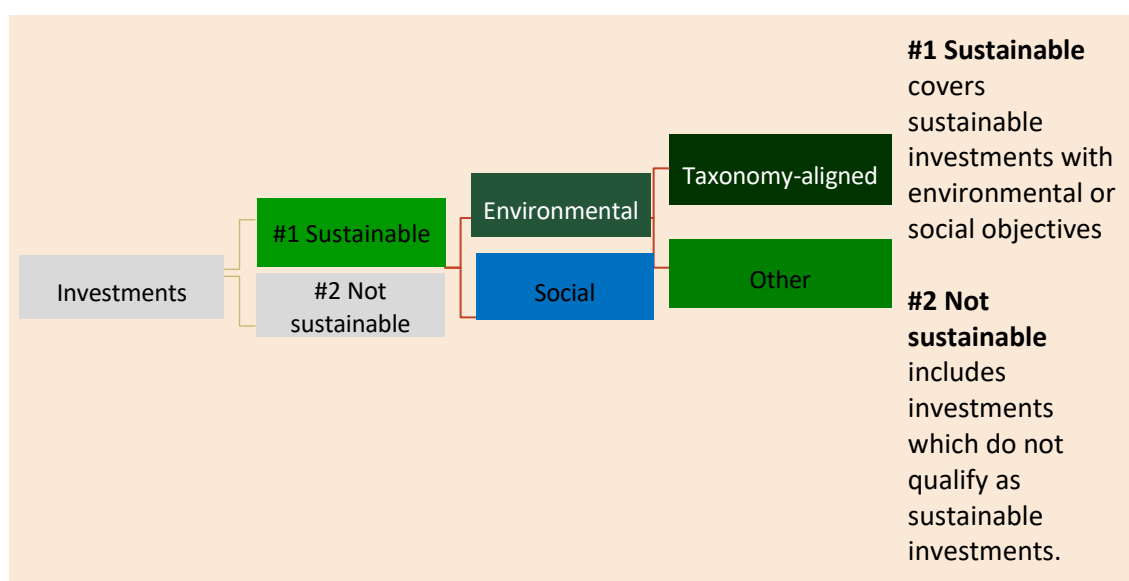 Investments
#1 Sustainable
#2 Not
sustainable
Environmental
Social
Taxonomy-aligned
Other
#1 Sustainable
covers
sustainable
investments with
environmental or
social objectives
#2 Not
sustainable
includes
investments
which do not
qualify as
sustainable
investments.